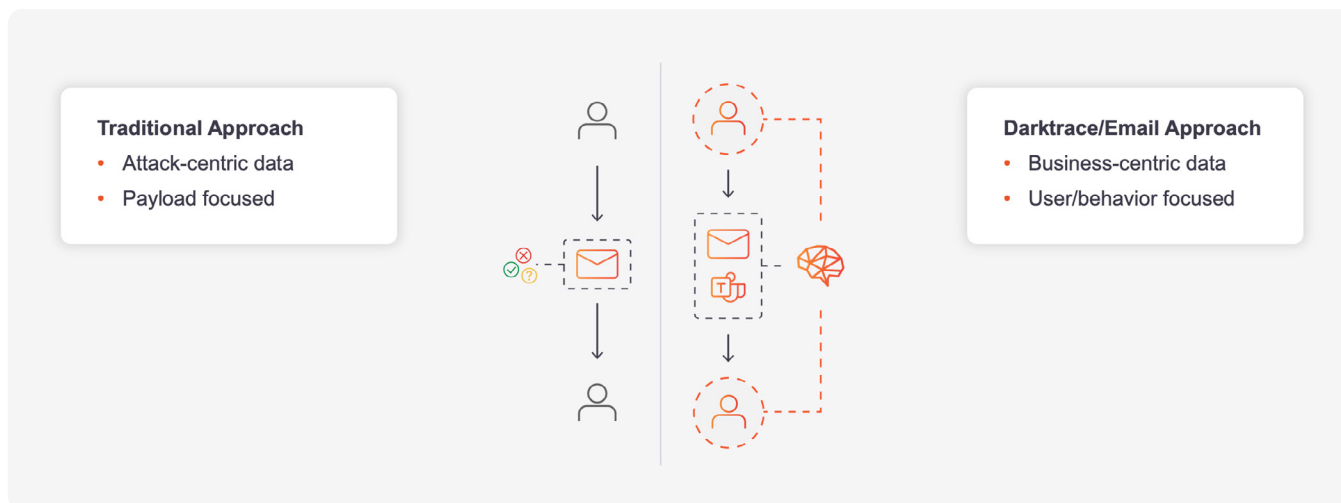 Traditional Approach
• Attack-centric data
• Payload focused
?
T
Darktrace/Email Approach
• Business-centric data
• User/behavior focused